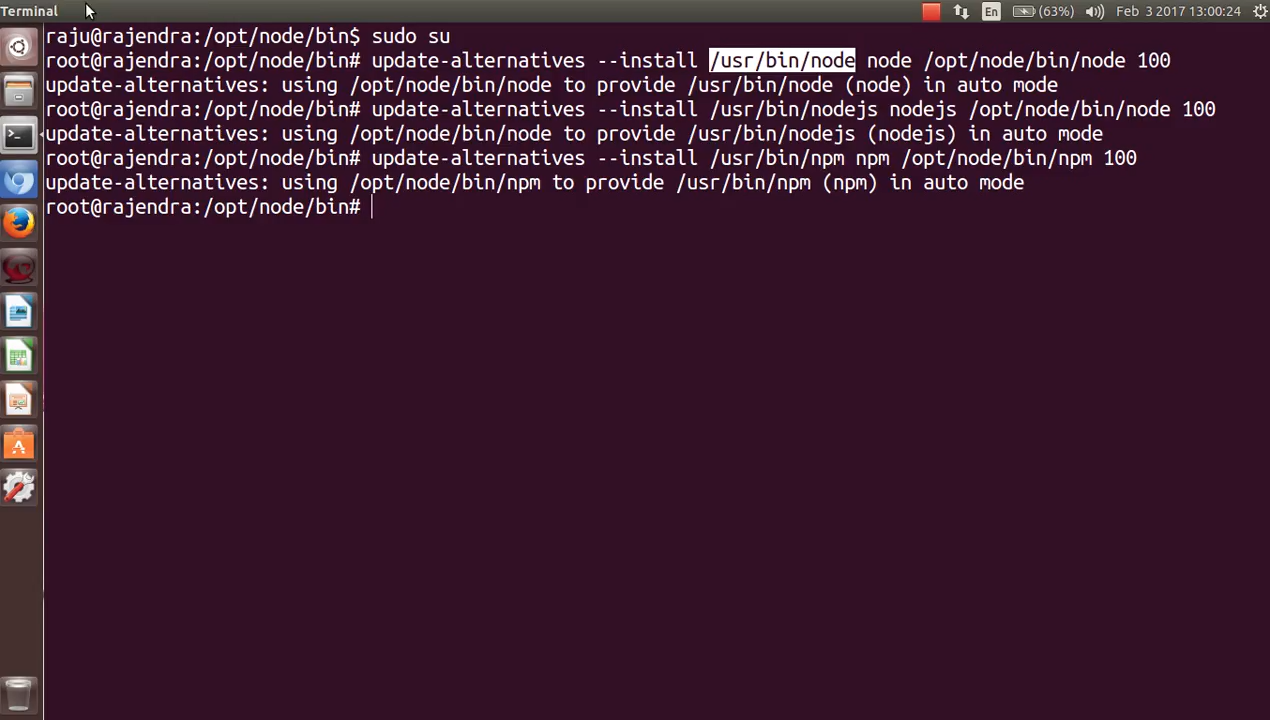 Terminal
En
(63%)
Feb 3 2017 13:00:24
raju@rajendra:/opt/node/bin$ sudo su
root@rajendra:/opt/node/bin# update-alternatives --install /usr/bin/node node /opt/node/bin/node 100
update-alternatives: using /opt/node/bin/node to provide /usr/bin/node (node) in auto mode
root@rajendra:/opt/node/bin# update-alternatives --install /usr/bin/nodejs nodejs /opt/node/bin/node 100
update-alternatives: using /opt/node/bin/node to provide /usr/bin/nodejs (nodejs) in auto mode
root@rajendra:/opt/node/bin# update-alternatives --install /usr/bin/npm npm /opt/node/bin/npm 100
update-alternatives: using /opt/node/bin/npm to provide /usr/bin/npm (npm) in auto mode
root@rajendra:/opt/node/bin#